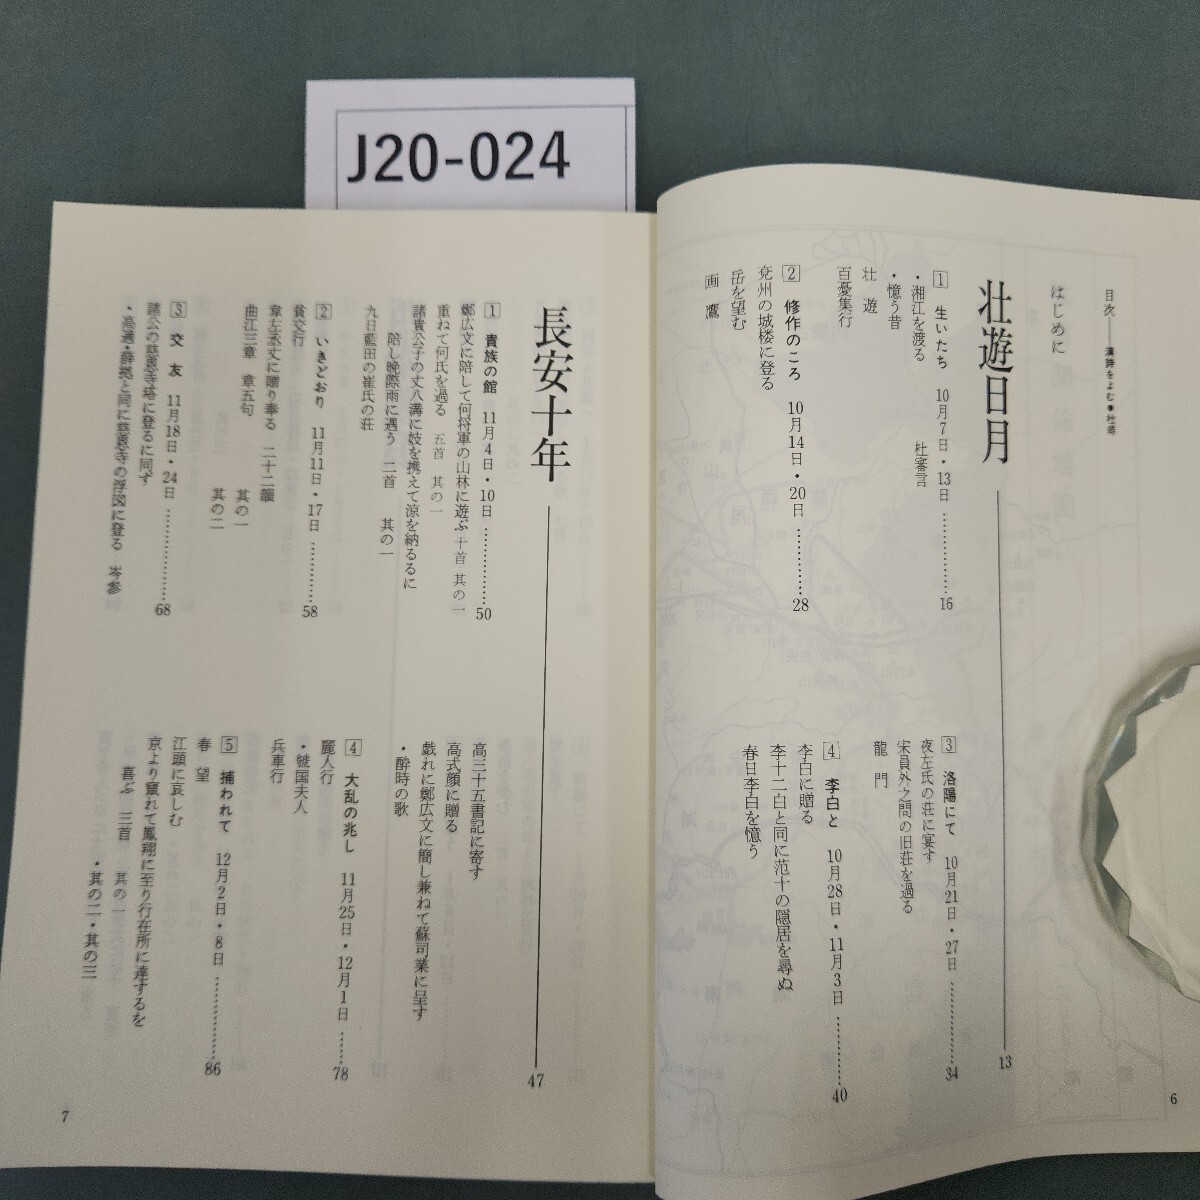 J20-024
目次――漢詩をよむ●杜甫
はじめに
壮遊日月 13
1 生いたち 10月7日・13日 16
・湘江を渡る 杜審言
・憶う昔
壮遊
百憂集行
2 修作のころ 10月14日・20日 28
兗州の城楼に登る
岳を望む
画鷹
3 洛陽にて 10月21日・27日 34
夜左氏の荘に宴す
宋員外之問の旧荘を過る
龍門
4 李白と 10月28日・11月3日 40
李白に贈る
李十二白と同に范十の隠居を尋ぬ
春日李白を憶う
6
長安十年 47
1 貴族の館 11月4日・10日 50
鄭広文に陪して何将軍の山林に遊ぶ 十首 其の一
重ねて何氏を過る 五首 其の一
諸貴公子の丈八溝に妓を携えて涼を納るるに
陪し晩際雨に遇う 二首 其の一
九日藍田の崔氏の荘
2 いきどおり 11月11日・17日 58
貧交行
韋左丞丈に贈り奉る 二十二韻
曲江三章 章五句 其の一
其の二
3 交友 11月18日・24日 68
諸公の慈恩寺塔に登るに同ず
・高適・薛拠と同に慈恩寺の浮図に登る 岑参
高三十五書記に寄す
高式顔に贈る
戯れに鄭広文に簡し兼ねて蘇司業に呈す
・酔時の歌
4 大乱の兆し 11月25日・12月1日 78
麗人行
・虢国夫人
兵車行
5 捕われて 12月2日・8日 86
春望
江頭に哀しむ
京より竄れて鳳翔に至り行在所に達するを
喜ぶ 三首 其の一
・其の二・其の三
7